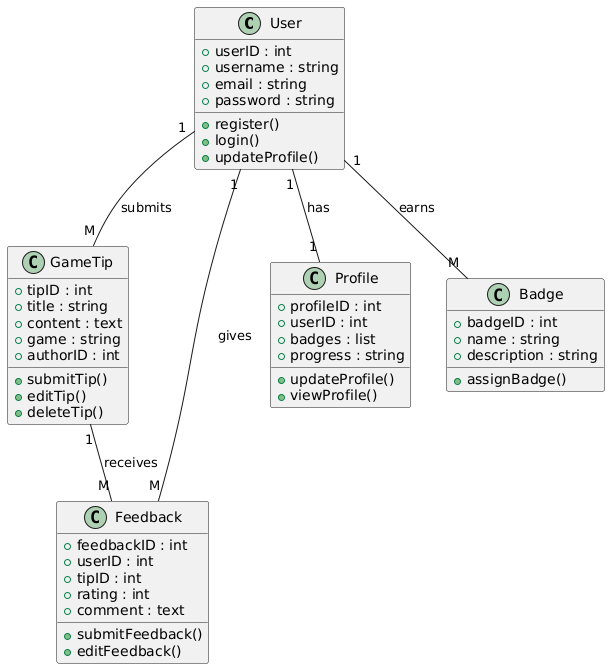 C User
userID : int
username : string
email : string
password : string
register()
login()
updateProfile()
1
1
1
1
submits
has
earns
M
1
M
C GameTip
tipID : int
title : string
content : text
game : string
authorID : int
submitTip()
editTip()
deleteTip()
gives
C Profile
profileID : int
userID : int
badges : list
progress : string
updateProfile()
viewProfile()
C Badge
badgeID : int
name : string
description : string
assignBadge()
1
receives
M
M
C Feedback
feedbackID : int
userID : int
tipID : int
rating : int
comment : text
submitFeedback()
editFeedback()